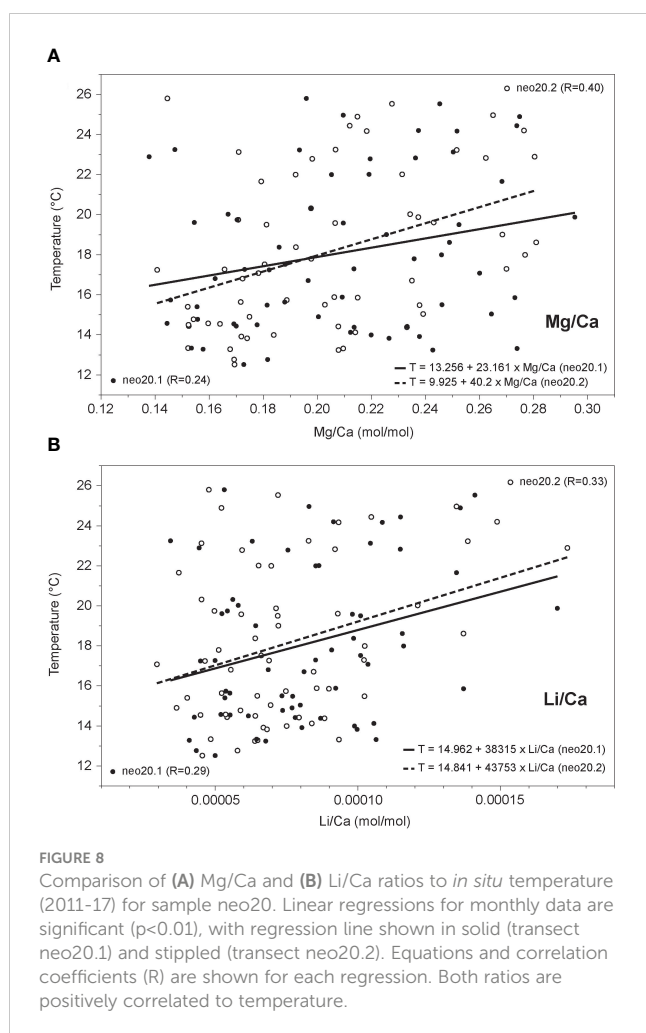 A
26
24
22
20
18
16
14
12
Temperature (°C)
neo20.2 (R=0.40)
Mg/Ca
neo20.1 (R=0.24)
T = 13.256 + 23.161 x Mg/Ca (neo20.1)
T = 9.925 + 40.2 x Mg/Ca (neo20.2)
0.12 0.14 0.16 0.18 0.20 0.22 0.24 0.26 0.28 0.30
Mg/Ca (mol/mol)
B
26
24
22
20
18
16
14
12
Temperature (°C)
neo20.2 (R=0.33)
Li/Ca
neo20.1 (R=0.29)
T = 14.962 + 38315 x Li/Ca (neo20.1)
T = 14.841 + 43753 x Li/Ca (neo20.2)
0.00005 0.00010 0.00015
Li/Ca (mol/mol)
FIGURE 8
Comparison of (A) Mg/Ca and (B) Li/Ca ratios to in situ temperature
(2011-17) for sample neo20. Linear regressions for monthly data are
significant (p<0.01), with regression line shown in solid (transect
neo20.1) and stippled (transect neo20.2). Equations and correlation
coefficients (R) are shown for each regression. Both ratios are
positively correlated to temperature.